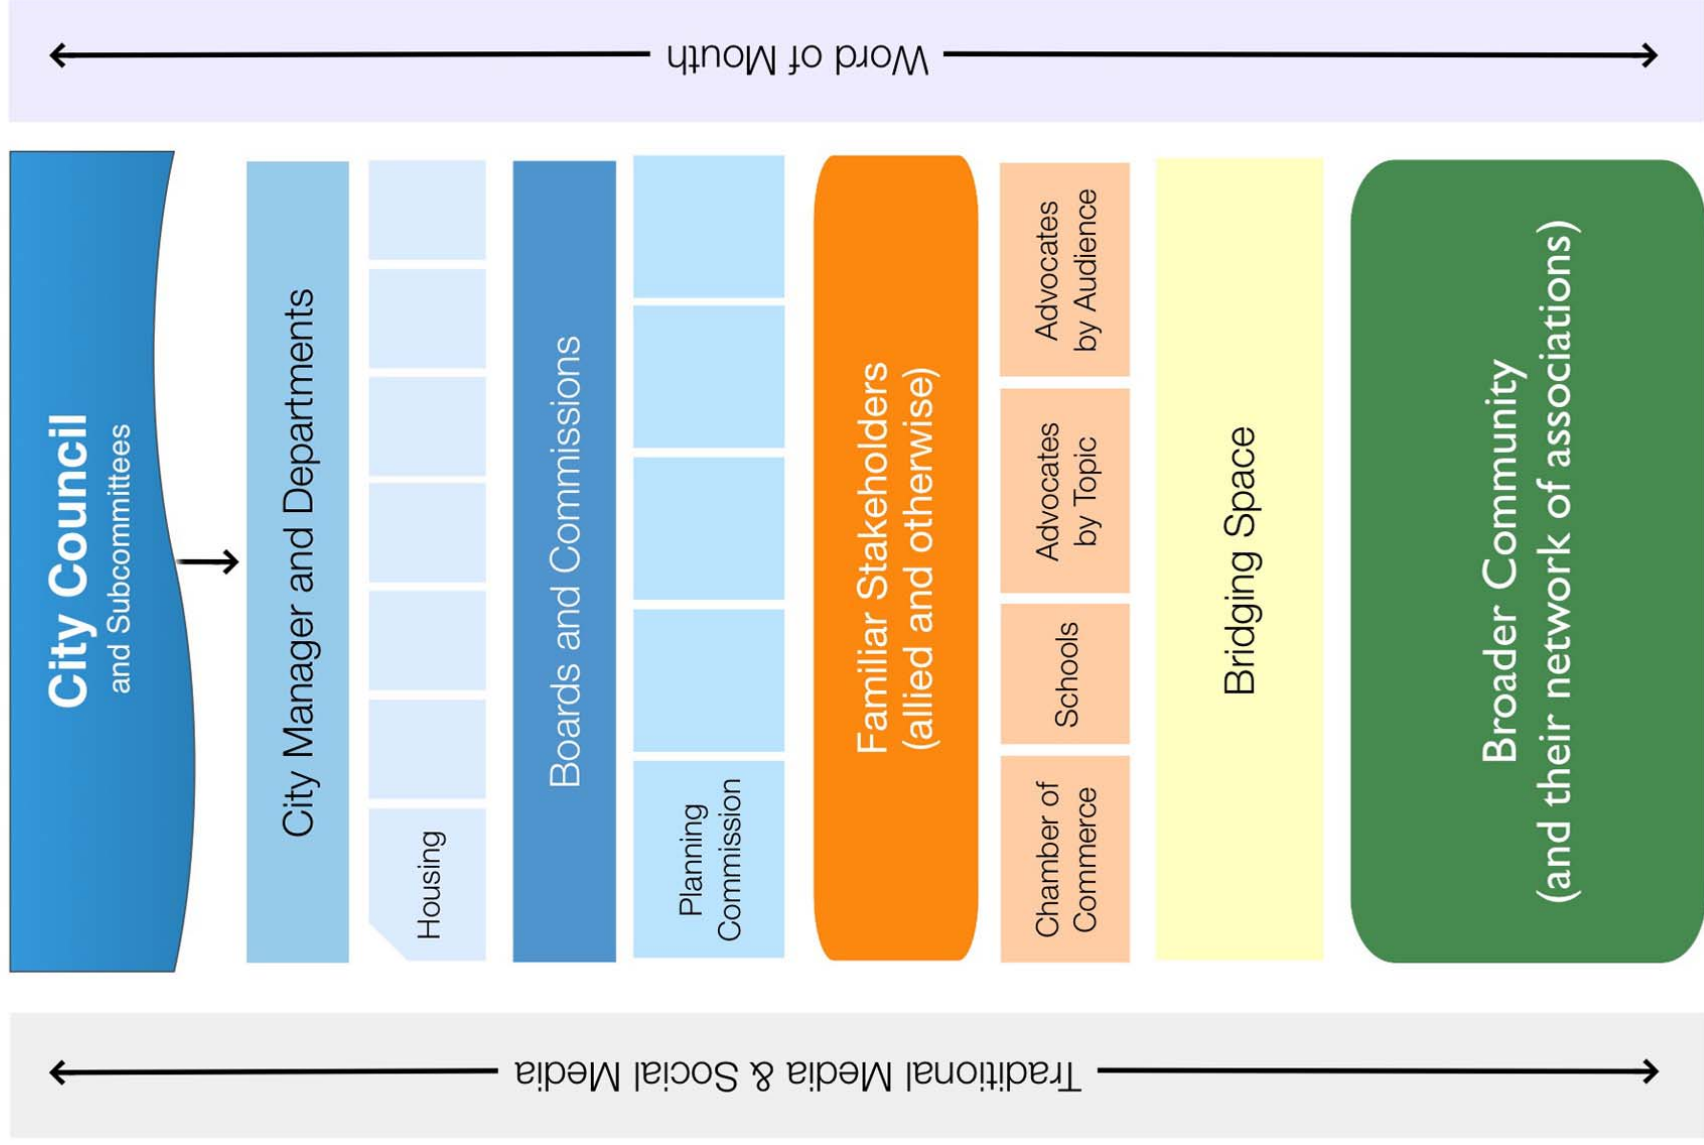 City Council
and Subcommittees
City Manager and Departments
Housing
Boards and Commissions
Planning
Commission
Familiar Stakeholders
(allied and otherwise)
Chamber of
Commerce
Schools
Advocates
by Topic
Advocates
by Audience
Bridging Space
Broader Community
(and their network of associations)
Traditional Media & Social Media
Word of Mouth